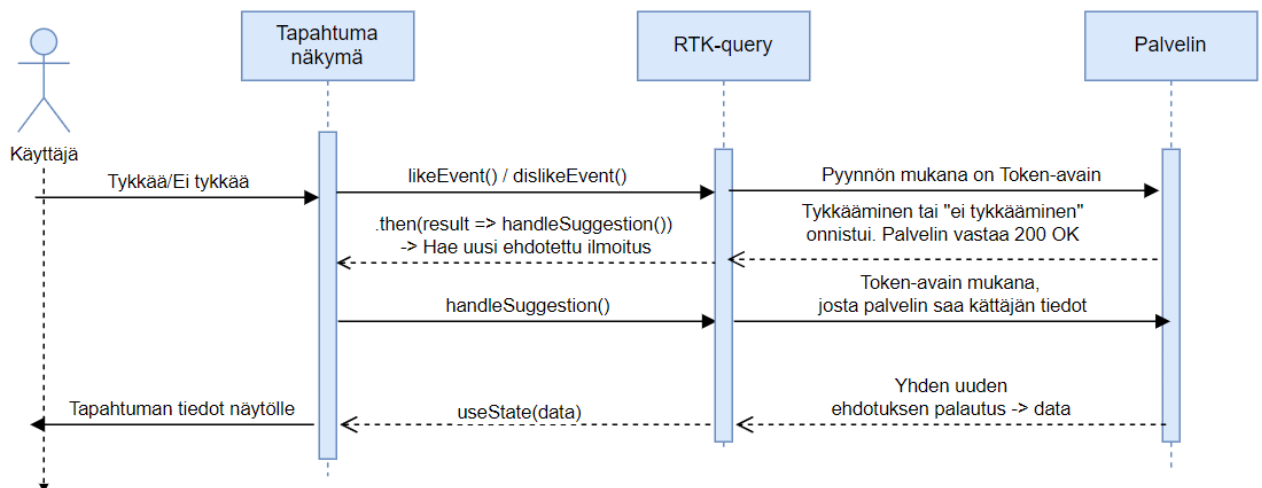 Tapahtuma
näkymä
RTK-query
Palvelin
Käyttäjä
Tykkää/Ei tykkää
likeEvent() / dislikeEvent()
Pyynnön mukana on Token-avain
Tykkääminen tai "ei tykkääminen"
onnistui. Palvelin vastaa 200 OK
.then(result => handleSuggestion())
-> Hae uusi ehdotettu ilmoitus
handleSuggestion()
Token-avain mukana,
josta palvelin saa kättäjän tiedot
Yhden uuden
ehdotuksen palautus -> data
useState(data)
Tapahtuman tiedot näytölle